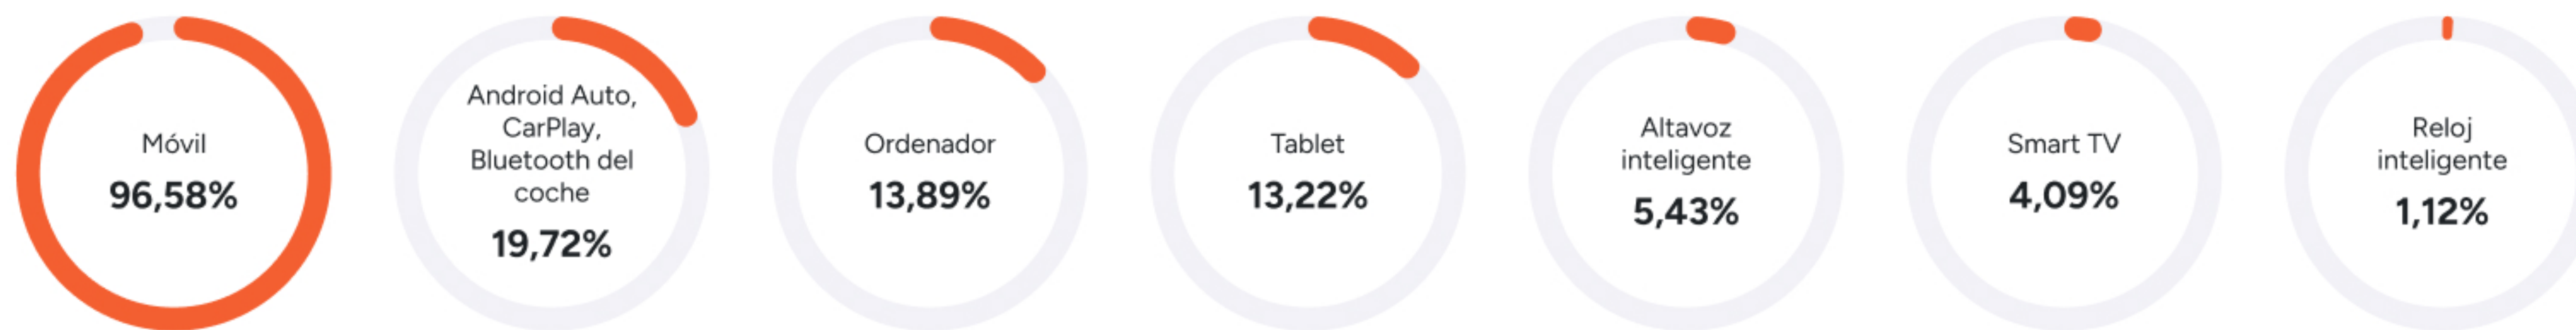 Móvil
96,58%
Android Auto,
CarPlay,
Bluetooth del
coche
19,72%
Ordenador
13,89%
Tablet
13,22%
Altavoz
inteligente
5,43%
Smart TV
4,09%
Reloj
inteligente
1,12%